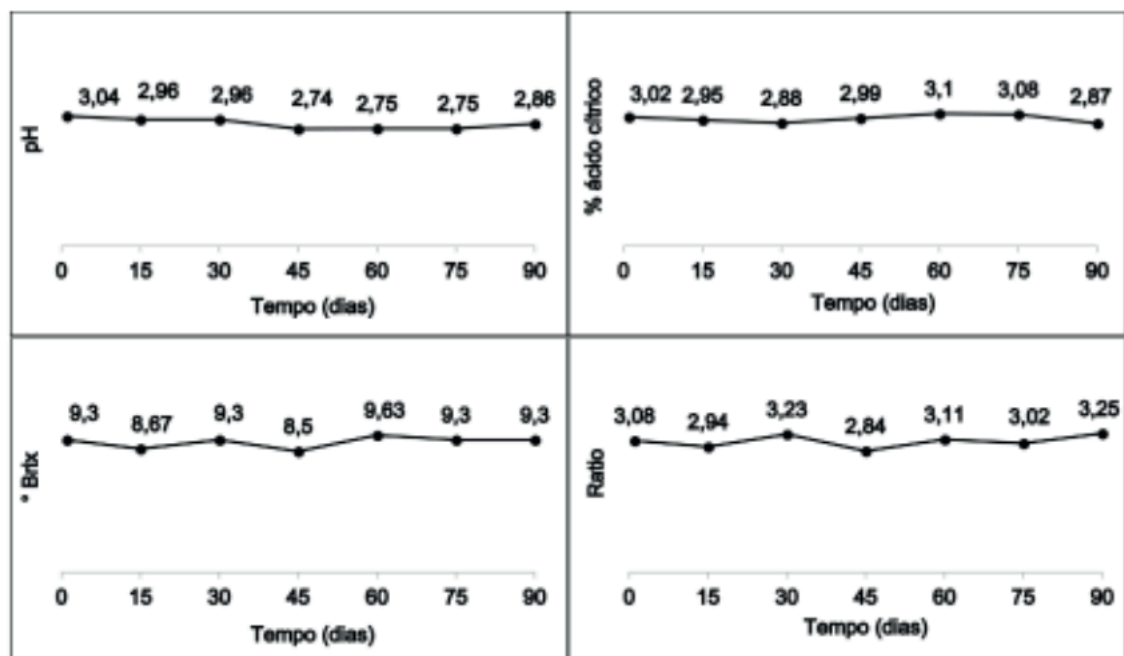 pH
3,04 2,96 2,96 2,74 2,75 2,75 2,86
0 15 30 45 60 75 90
Tempo (dias)
% ácido cítrico
3,02 2,95 2,88 2,99 3,1 3,08 2,87
0 15 30 45 60 75 90
Tempo (dias)
° Brix
9,3 8,67 9,3 8,5 9,63 9,3 9,3
0 15 30 45 60 75 90
Tempo (dias)
Ratio
3,08 2,94 3,23 2,84 3,11 3,02 3,25
0 15 30 45 60 75 90
Tempo (dias)